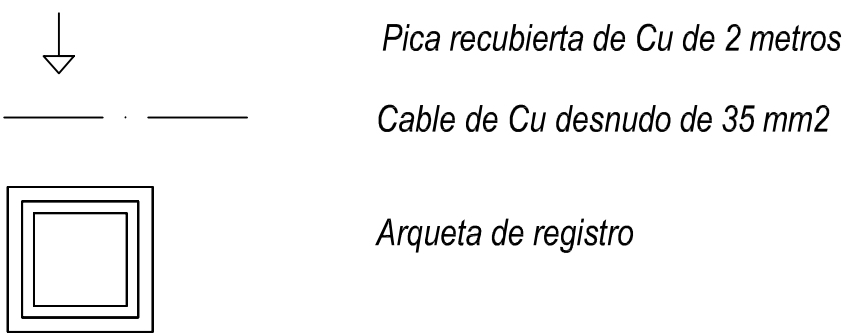 Pica recubierta de Cu de 2 metros
Cable de Cu desnudo de 35 mm2
Arqueta de registro